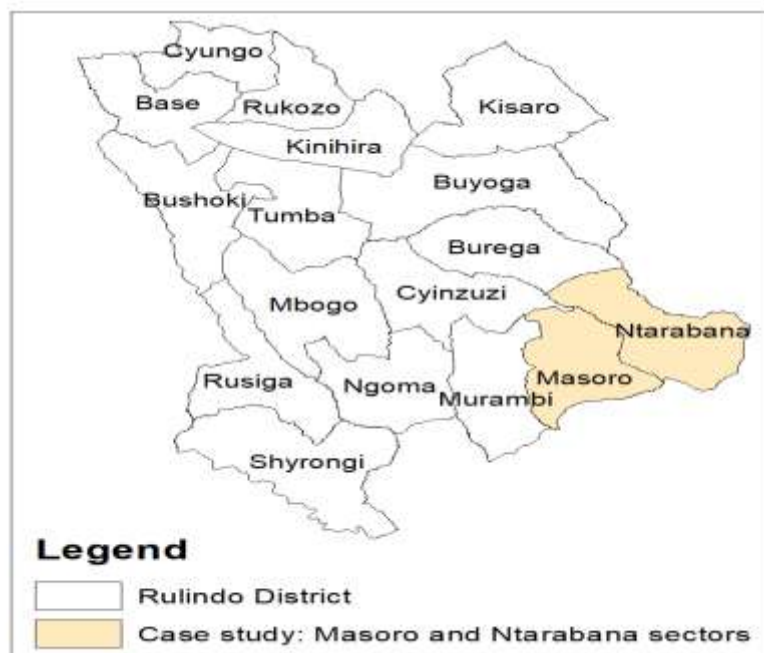 Cyungo
Base
Rukozo
Kisaro
Kinihira
Buyoga
Bushoki
Tumba
Burega
Cyinzuzi
Mbogo
Ntarabana
Rusiga
Ngoma
Masoro
Murambi
Shyrongi
Legend
Rulindo District
Case study: Masoro and Ntarabana sectors